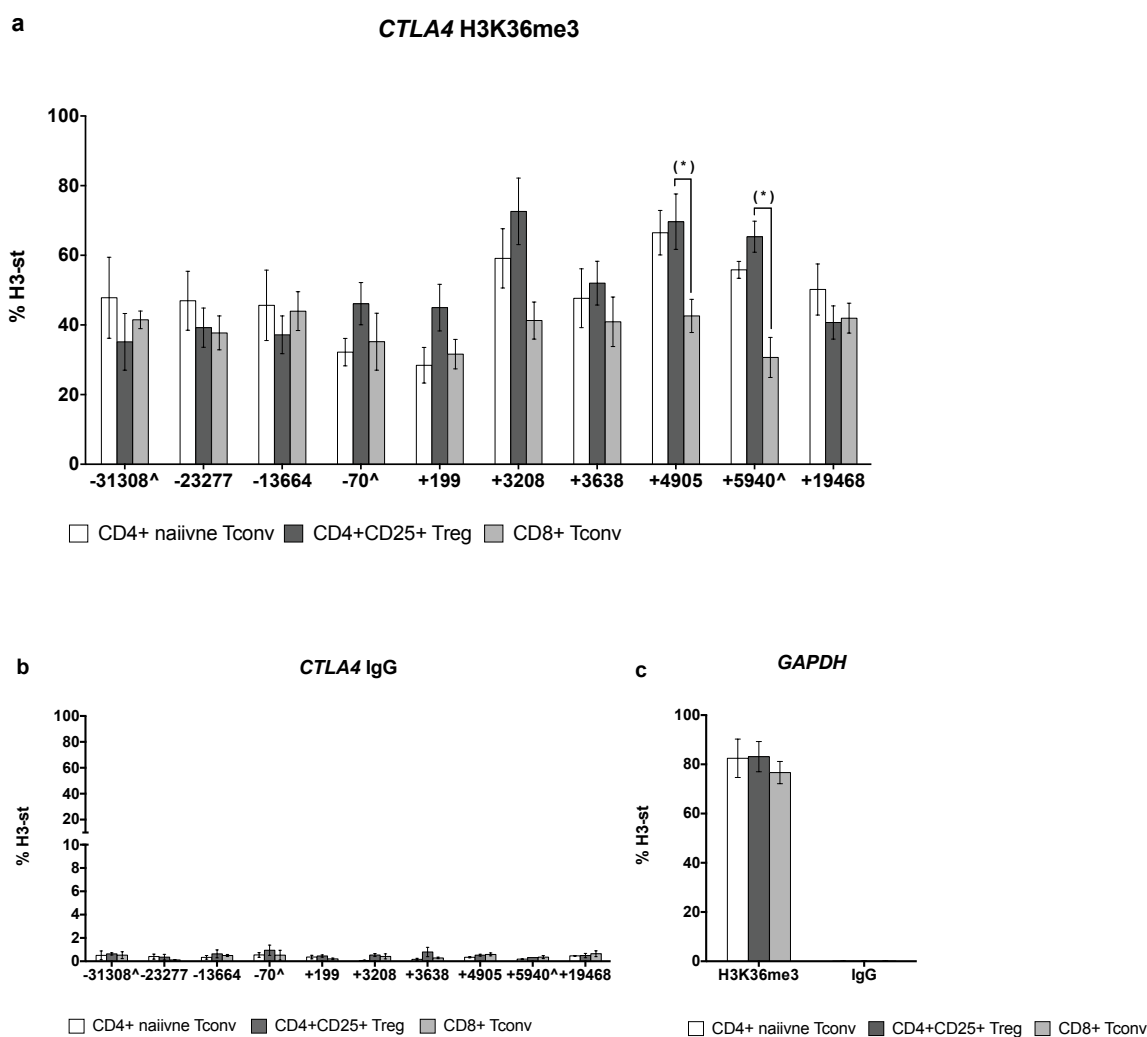 a
CTLA4 H3K36me3
100
80
60
40
20
0
% H3-st
(*)
(*)
-31308^ -23277 -13664 -70^ +199 +3208 +3638 +4905 +5940^ +19468
CD4+ naiivne Tconv CD4+CD25+ Treg CD8+ Tconv
b
CTLA4 IgG
100
80
60
40
20
10
8
6
4
2
0
% H3-st
-31308^ -23277 -13664 -70^ +199 +3208 +3638 +4905 +5940^ +19468
CD4+ naiivne Tconv CD4+CD25+ Treg CD8+ Tconv
c
GAPDH
100
80
60
40
20
0
% H3-st
H3K36me3 IgG
CD4+ naiivne Tconv CD4+CD25+ Treg CD8+ Tconv